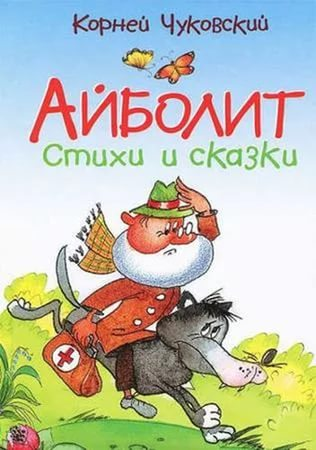 Корней Чуковский
АЙБОЛИТ
Стихи и сказки